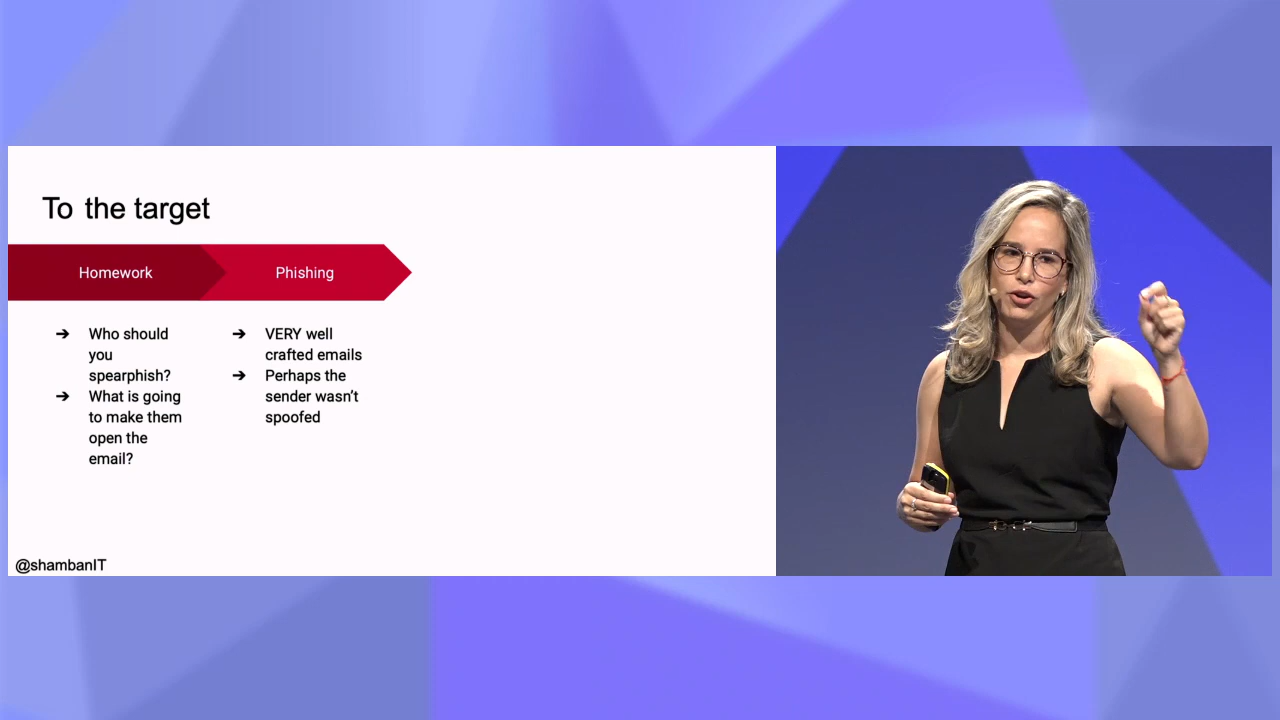 To the target
Homework
Phishing
➔ Who should
you
spearphish?
➔ What is going
to make them
open the
email?
➔ VERY well
crafted emails
➔ Perhaps the
sender wasn’t
spoofed
@shambanIT